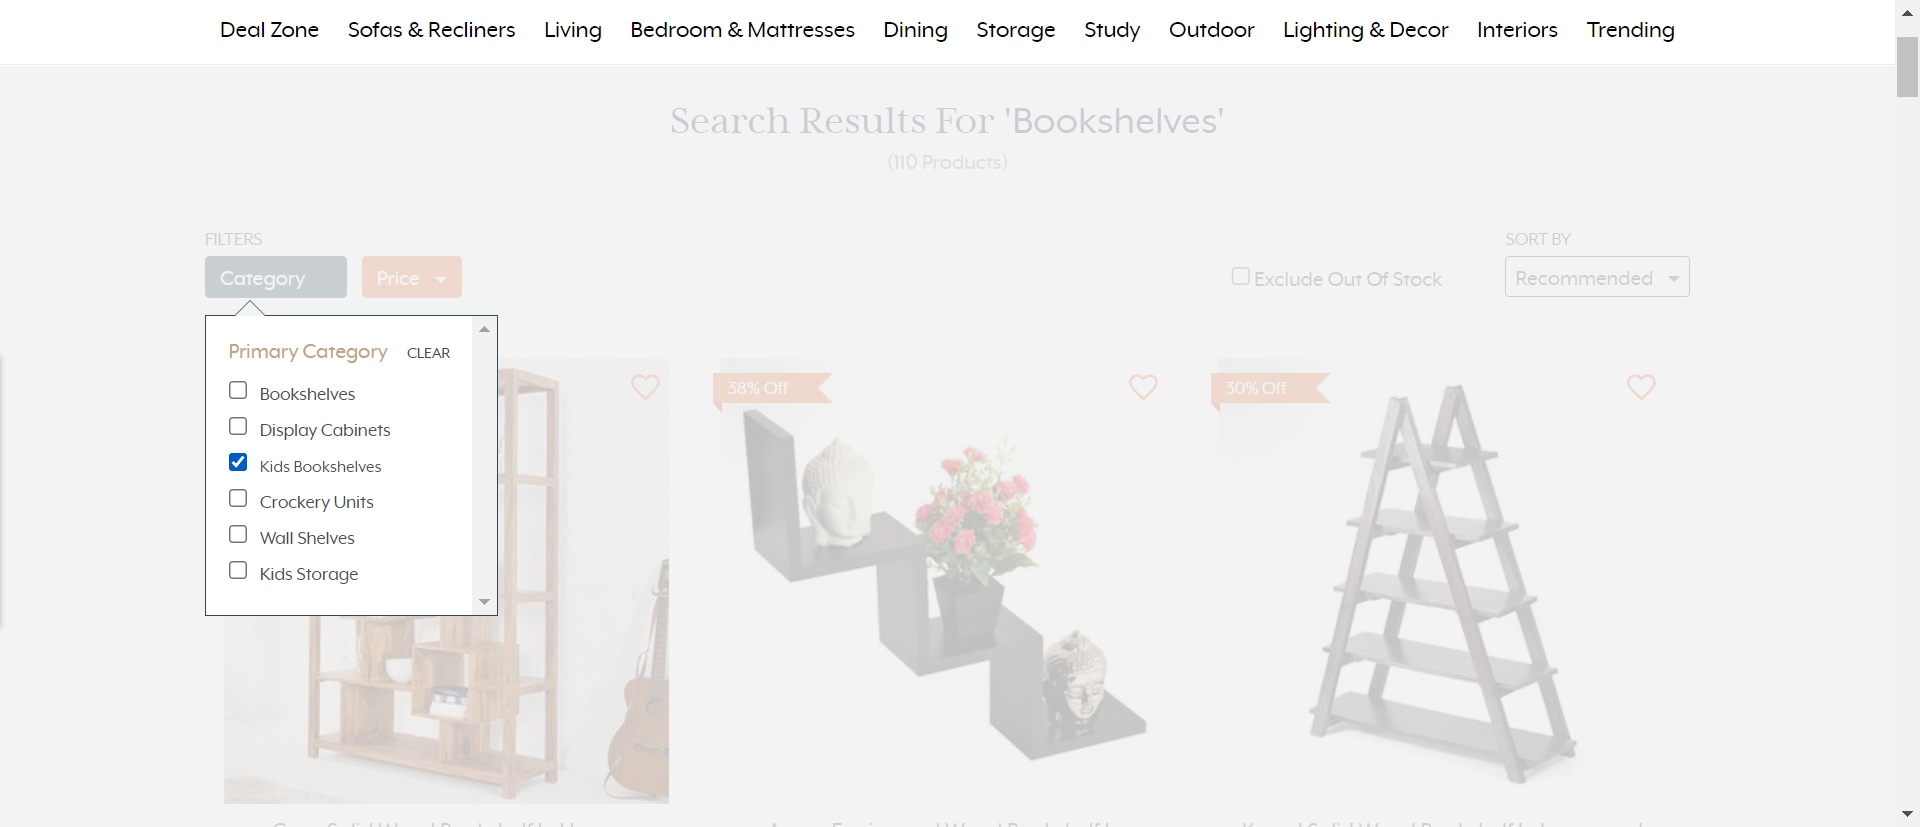 Deal Zone Sofas & Recliners Living Bedroom & Mattresses Dining Storage Study Outdoor Lighting & Decor Interiors Trending
Search Results For 'Bookshelves'
(110 Products)
FILTERS
SORT BY
Category Price
Exclude Out Of Stock
Recommended
Primary Category CLEAR
Bookshelves
Display Cabinets
Kids Bookshelves
Crockery Units
Wall Shelves
Kids Storage
38% Off
30% Off